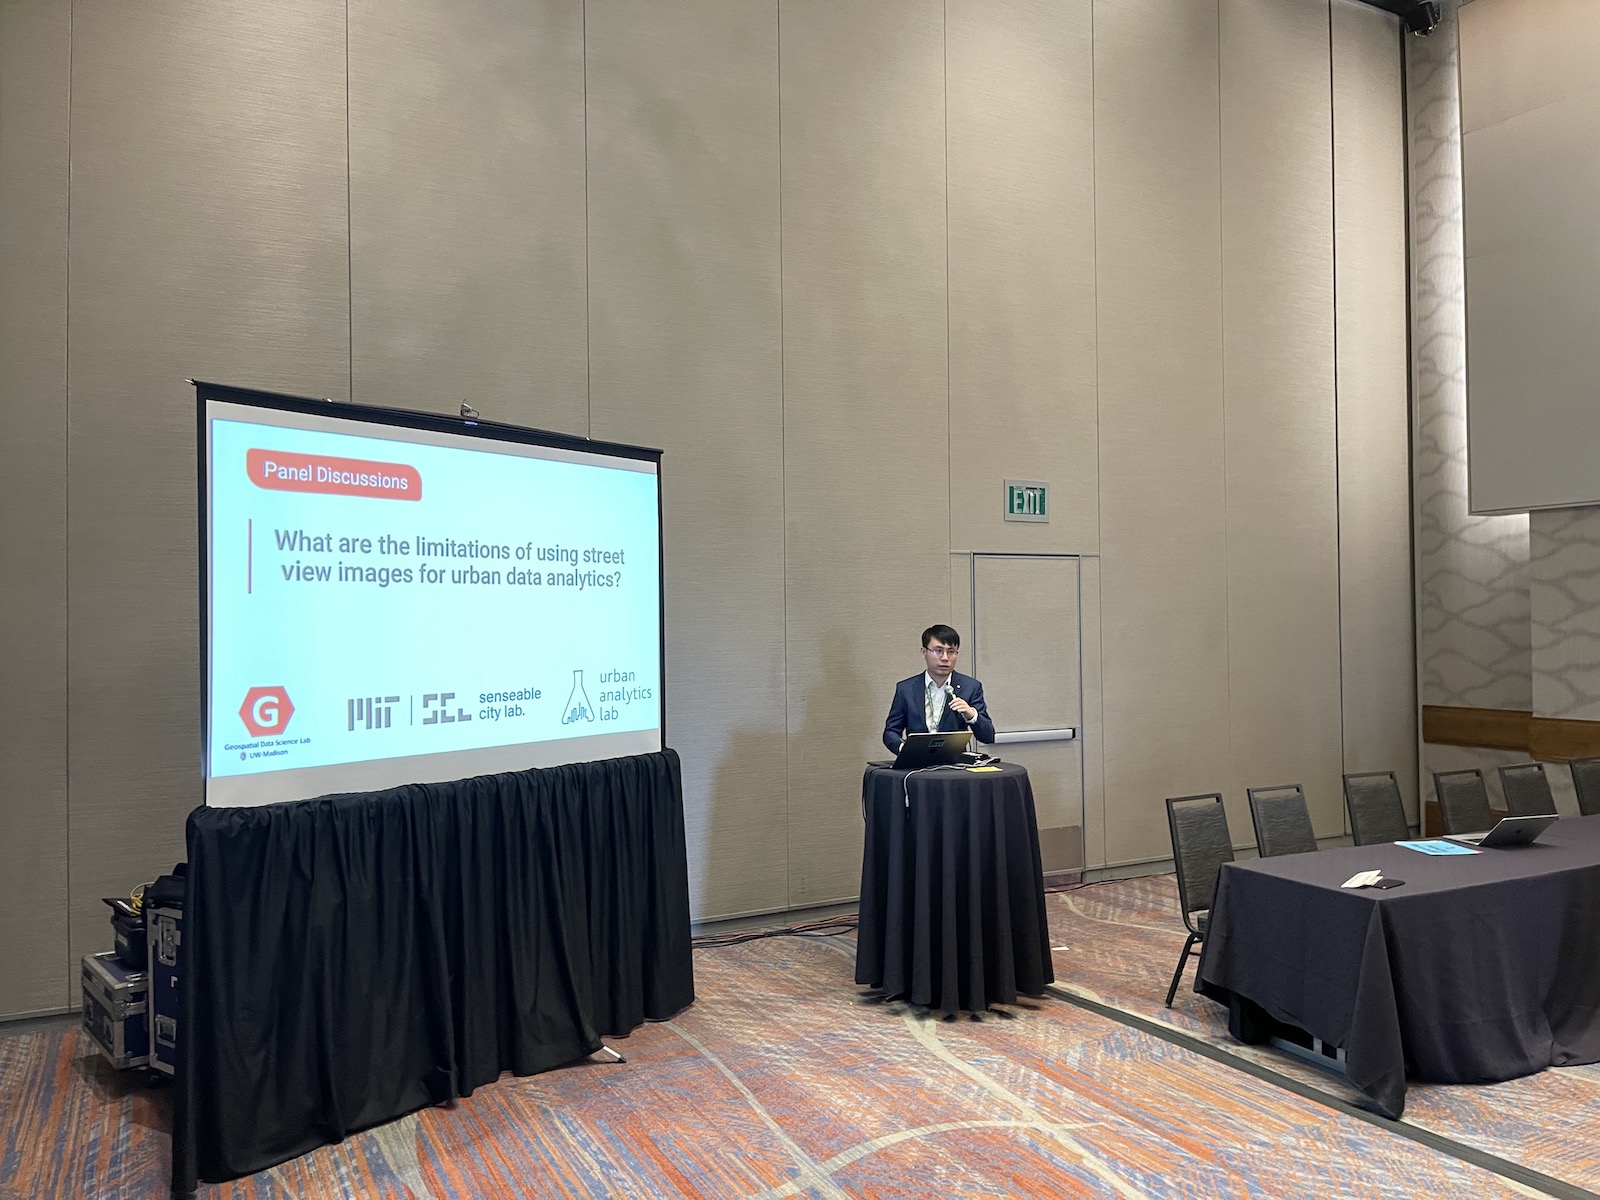 Panel Discussions
What are the limitations of using street
view images for urban data analytics?
G
Geospatial Data Science Lab
UW-Madison
MIT
SCL
senseable
city lab.
urban
analytics
lab
EXIT